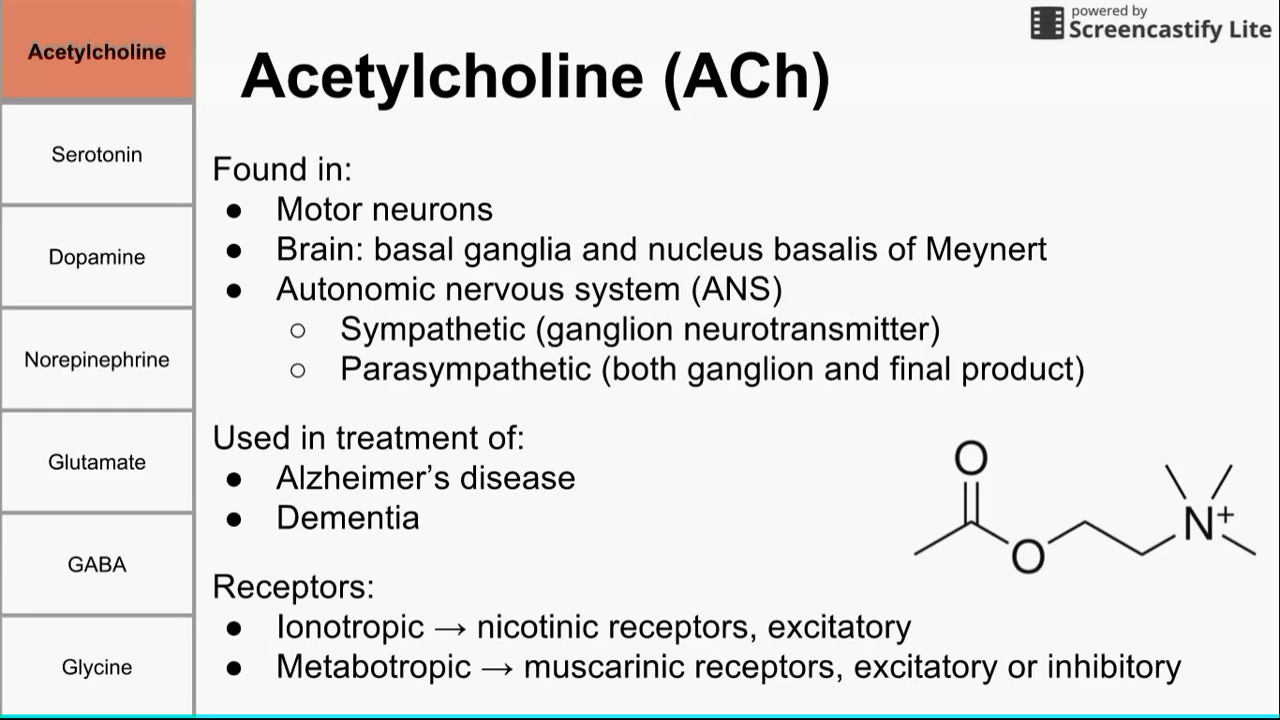 powered by
Screencastify Lite
Acetylcholine
Serotonin
Dopamine
Norepinephrine
Glutamate
GABA
Glycine
Acetylcholine (ACh)
Found in:
● Motor neurons
● Brain: basal ganglia and nucleus basalis of Meynert
● Autonomic nervous system (ANS)
○ Sympathetic (ganglion neurotransmitter)
○ Parasympathetic (both ganglion and final product)
Used in treatment of:
● Alzheimer’s disease
● Dementia
Receptors:
● Ionotropic → nicotinic receptors, excitatory
● Metabotropic → muscarinic receptors, excitatory or inhibitory
O
O
N+